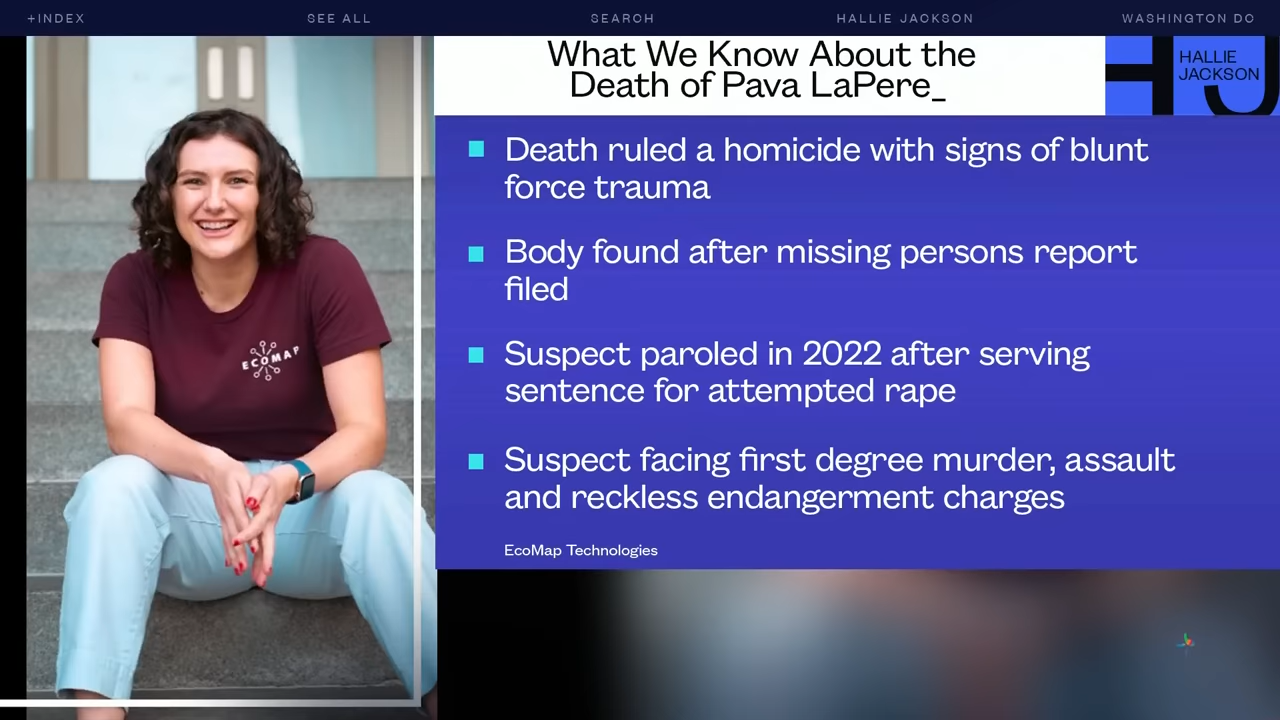 +INDEX
SEE ALL
SEARCH
HALLIE JACKSON
WASHINGTON DC
What We Know About the
Death of Pava LaPere_
HJ
HALLIE
JACKSON
Death ruled a homicide with signs of blunt
force trauma
Body found after missing persons report
filed
Suspect paroled in 2022 after serving
sentence for attempted rape
Suspect facing first degree murder, assault
and reckless endangerment charges
EcoMap Technologies
ECOMAP